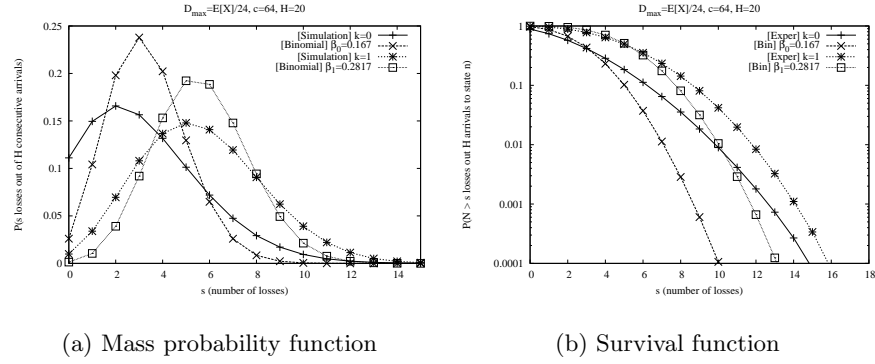 D_max=E[X]/24, c=64, H=20
[Simulation] k=0
[Binomial] β_0=0.167
[Simulation] k=1
[Binomial] β_1=0.2817
P(s losses out of H consecutive arrivals)
0.25
0.2
0.15
0.1
0.05
0
0 2 4 6 8 10 12 14
s (number of losses)
(a) Mass probability function
D_max=E[X]/24, c=64, H=20
[Exper] k=0
[Bin] β_0=0.167
[Exper] k=1
[Bin] β_1=0.2817
P(N > s losses out H arrivals to state n)
1
0.1
0.01
0.001
0.0001
0 2 4 6 8 10 12 14 16 18
s (number of losses)
(b) Survival function